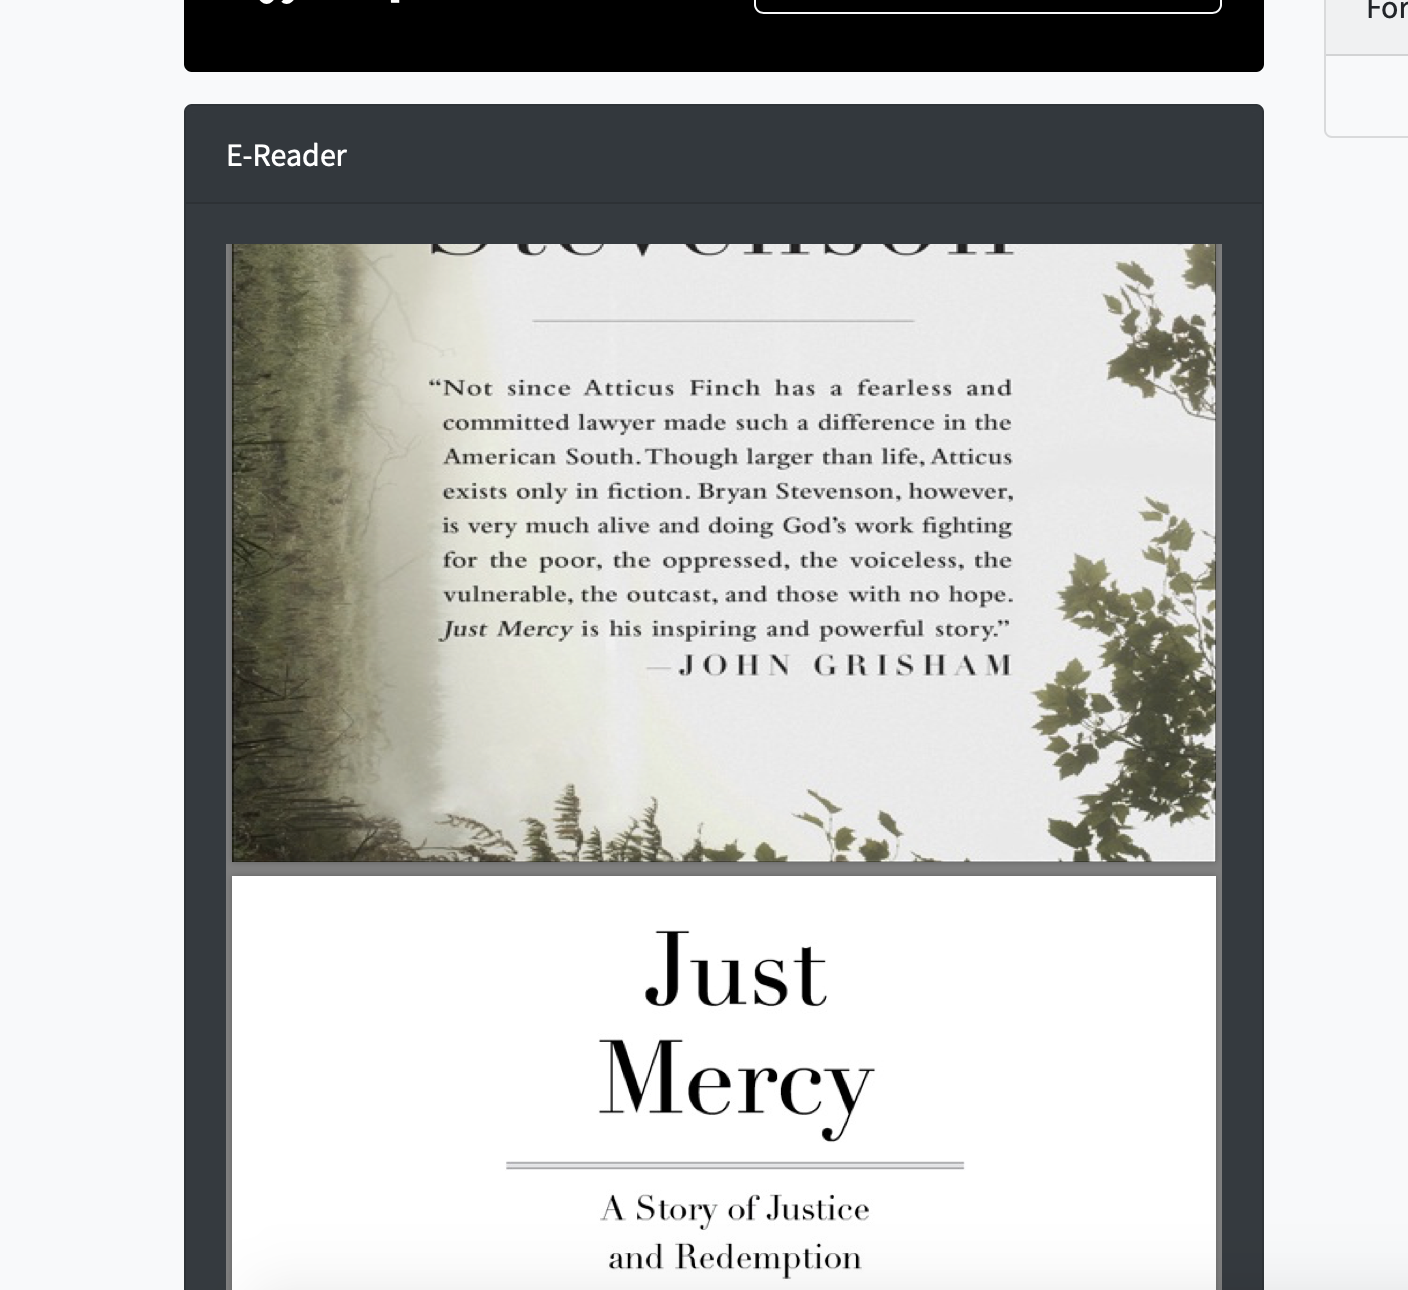 For
E-Reader
Stevenson
“Not since Atticus Finch has a fearless and
committed lawyer made such a difference in the
American South. Though larger than life, Atticus
exists only in fiction. Bryan Stevenson, however,
is very much alive and doing God’s work fighting
for the poor, the oppressed, the voiceless, the
vulnerable, the outcast, and those with no hope.
Just Mercy is his inspiring and powerful story.”
—JOHN GRISHAM
Just
Mercy
A Story of Justice
and Redemption